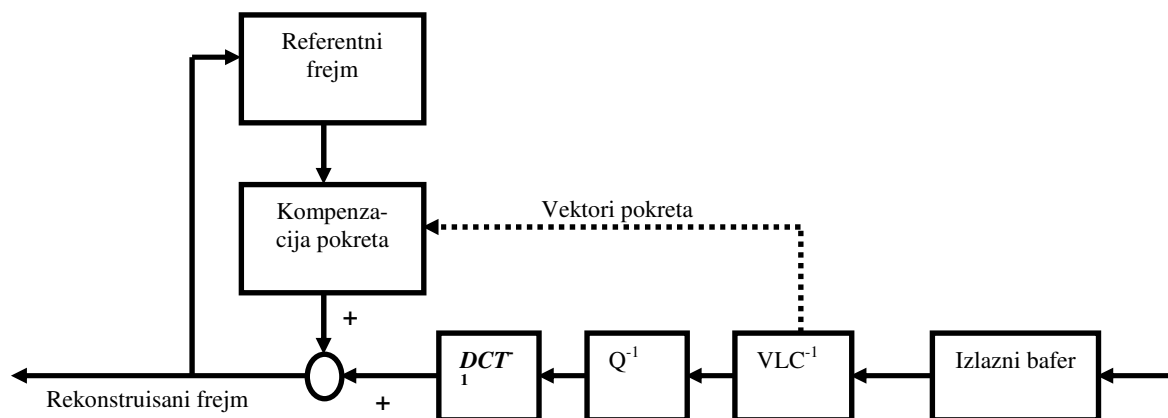 Referentni
frejm
Kompenza-
cija pokreta
Vektori pokreta
+
DCT-
1
Q-1
VLC-1
Izlazni bafer
+
Rekonstruisani frejm